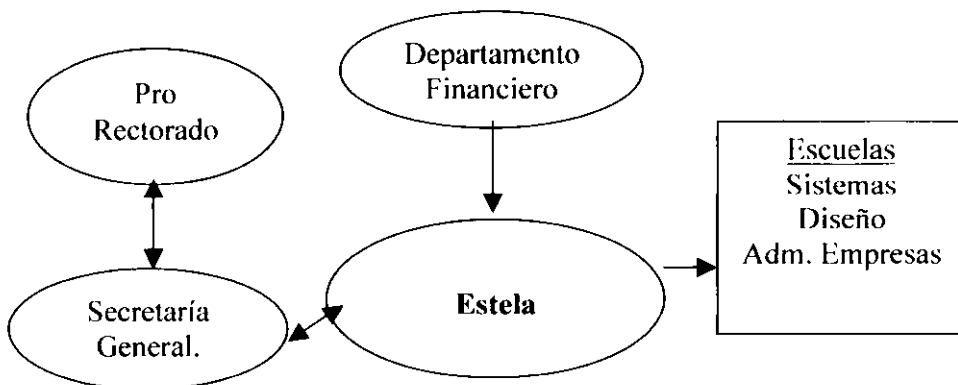 Pro
Rectorado
Departamento
Financiero
Escuelas
Sistemas
Diseño
Adm. Empresas
Secretaría
General.
Estela